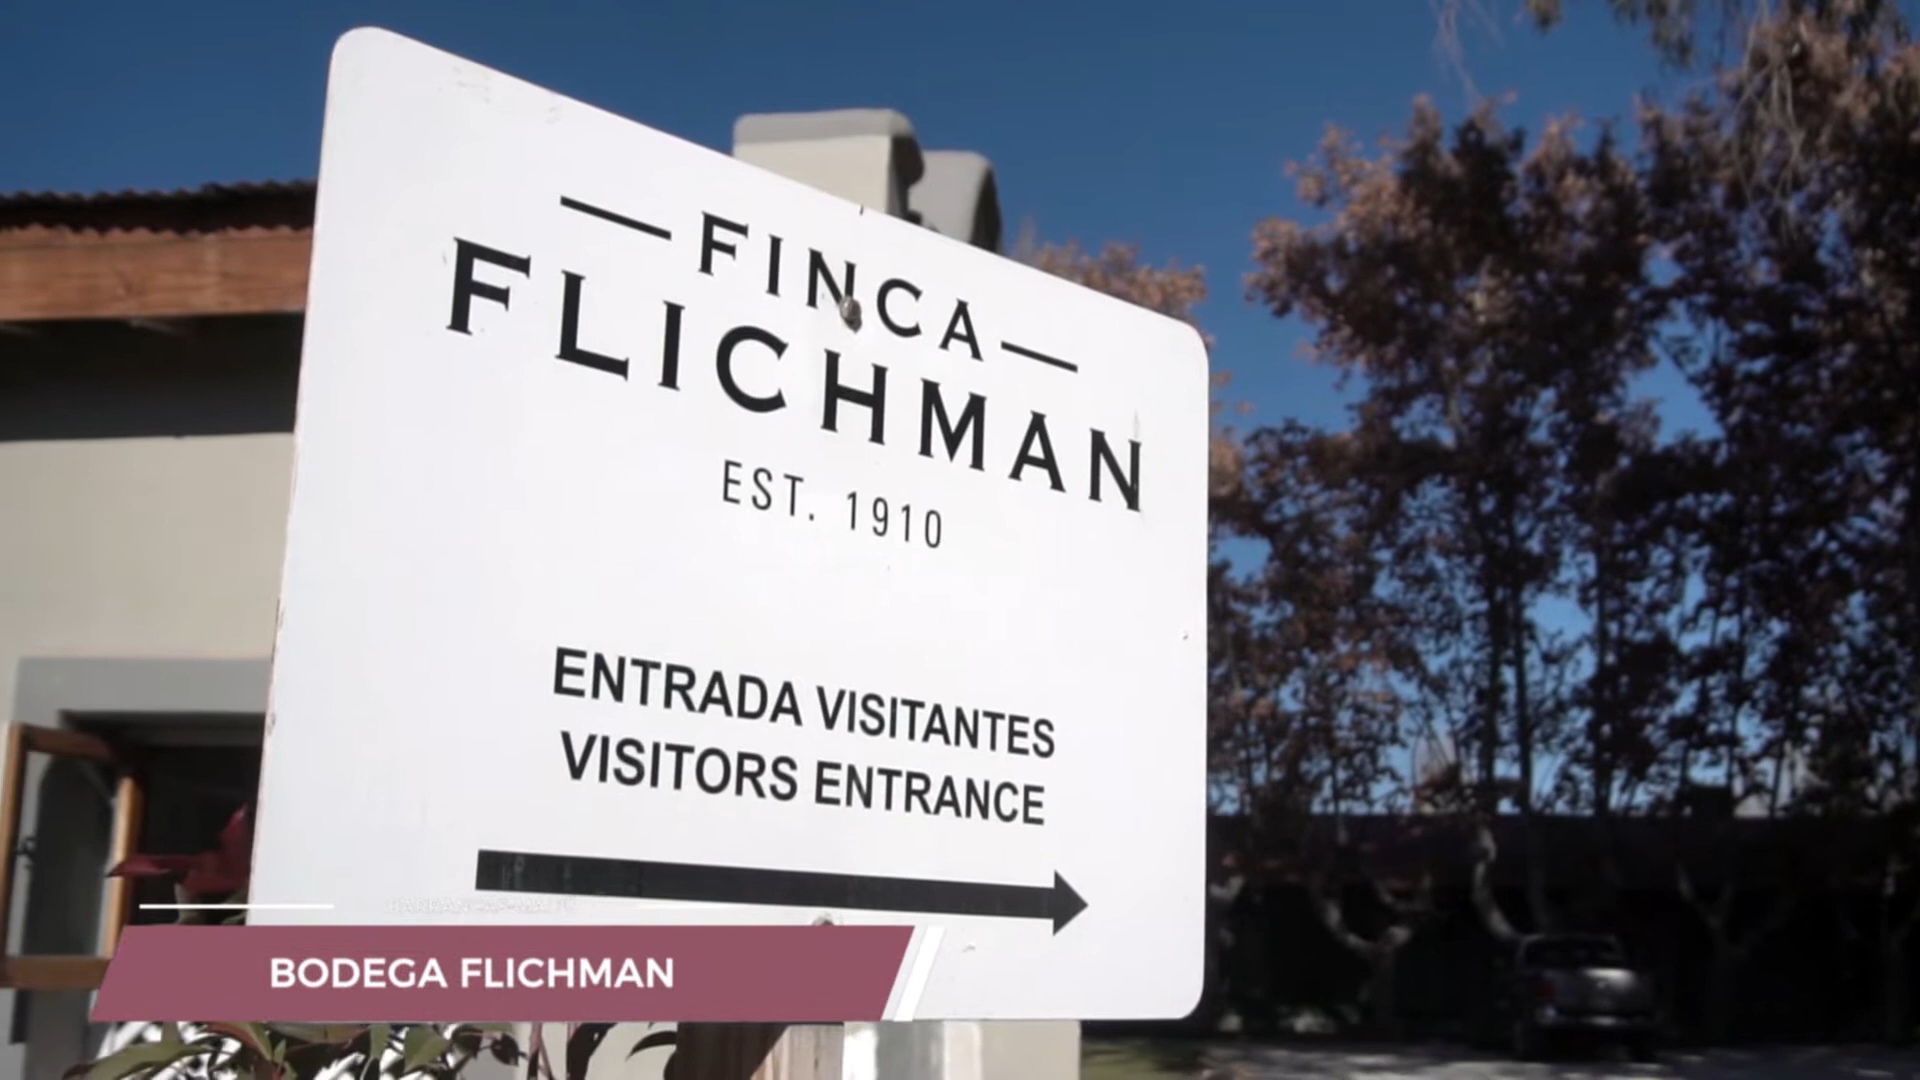 FINCA
FLICHMAN
EST. 1910
ENTRADA VISITANTES
VISITORS ENTRANCE
BODEGA FLICHMAN